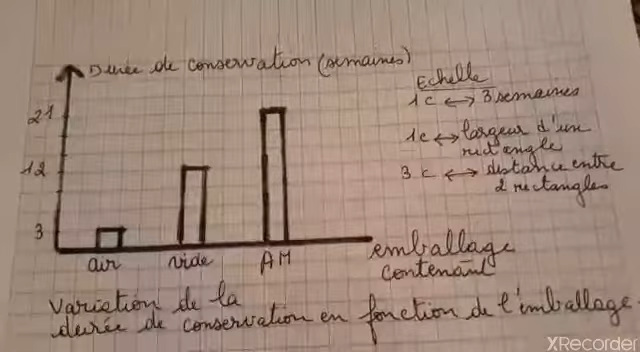 Durée de conservation (semaines)
21
12
3
air vide AM
emballage
contenant
Echelle
1c ↔ 3 semaines
1c ↔ largeur d'un
rectangle
3 c ↔ distance entre
2 rectangles
Variation de la
durée de conservation en fonction de l'emballage.
XRecorder